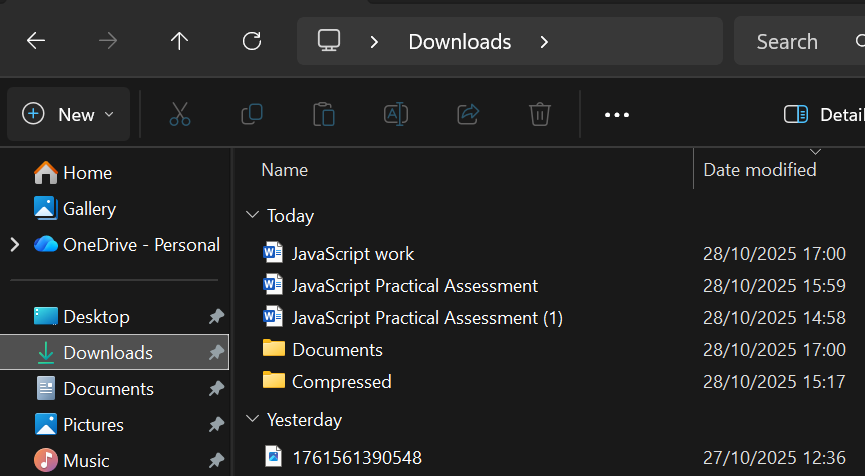 Downloads
Search
New
Detail
Home
Gallery
OneDrive - Personal
Desktop
Downloads
Documents
Pictures
Music
Name Date modified
Today
JavaScript work 28/10/2025 17:00
JavaScript Practical Assessment 28/10/2025 15:59
JavaScript Practical Assessment (1) 28/10/2025 14:58
Documents 28/10/2025 17:00
Compressed 28/10/2025 15:17
Yesterday
1761561390548 27/10/2025 12:36